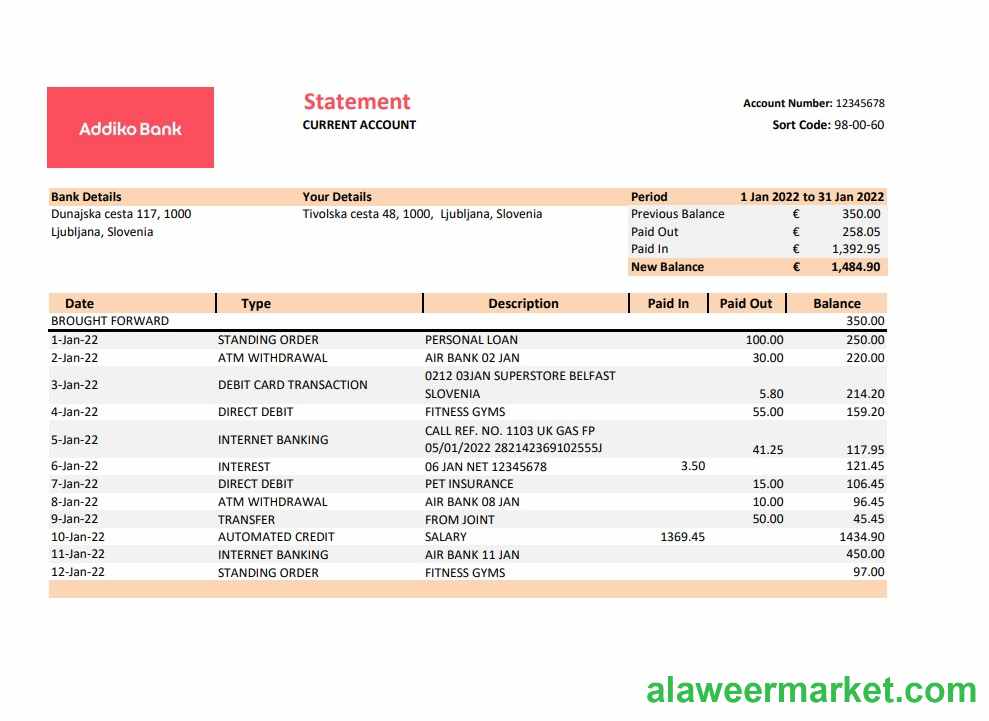 Addiko Bank
Statement
CURRENT ACCOUNT
Account Number: 12345678
Sort Code: 98-00-60
Bank Details Your Details Period 1 Jan 2022 to 31 Jan 2022
Dunajska cesta 117, 1000 Tivolska cesta 48, 1000, Ljubljana, Slovenia Previous Balance € 350.00
Ljubljana, Slovenia Paid Out € 258.05
Paid In € 1,392.95
New Balance € 1,484.90
Date Type Description Paid In Paid Out Balance
BROUGHT FORWARD 350.00
1-Jan-22 STANDING ORDER PERSONAL LOAN 100.00 250.00
2-Jan-22 ATM WITHDRAWAL AIR BANK 02 JAN 30.00 220.00
3-Jan-22 DEBIT CARD TRANSACTION 0212 03JAN SUPERSTORE BELFAST
SLOVENIA 5.80 214.20
4-Jan-22 DIRECT DEBIT FITNESS GYMS 55.00 159.20
5-Jan-22 INTERNET BANKING CALL REF. NO. 1103 UK GAS FP
05/01/2022 282142369102555J 41.25 117.95
6-Jan-22 INTEREST 06 JAN NET 12345678 3.50 121.45
7-Jan-22 DIRECT DEBIT PET INSURANCE 15.00 106.45
8-Jan-22 ATM WITHDRAWAL AIR BANK 08 JAN 10.00 96.45
9-Jan-22 TRANSFER FROM JOINT 50.00 45.45
10-Jan-22 AUTOMATED CREDIT SALARY 1369.45 1434.90
11-Jan-22 INTERNET BANKING AIR BANK 11 JAN 450.00
12-Jan-22 STANDING ORDER FITNESS GYMS 97.00
alaweermarket.com